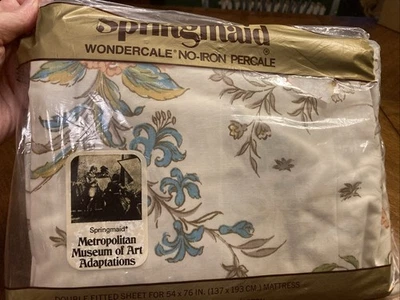 Springmaid®
WONDERCALE® NO-IRON PERCALE
Springmaid®
Metropolitan
Museum of Art
Adaptations
DOUBLE FITTED SHEET FOR 54 x 76 IN. (137 x 193 CM.) MATTRESS